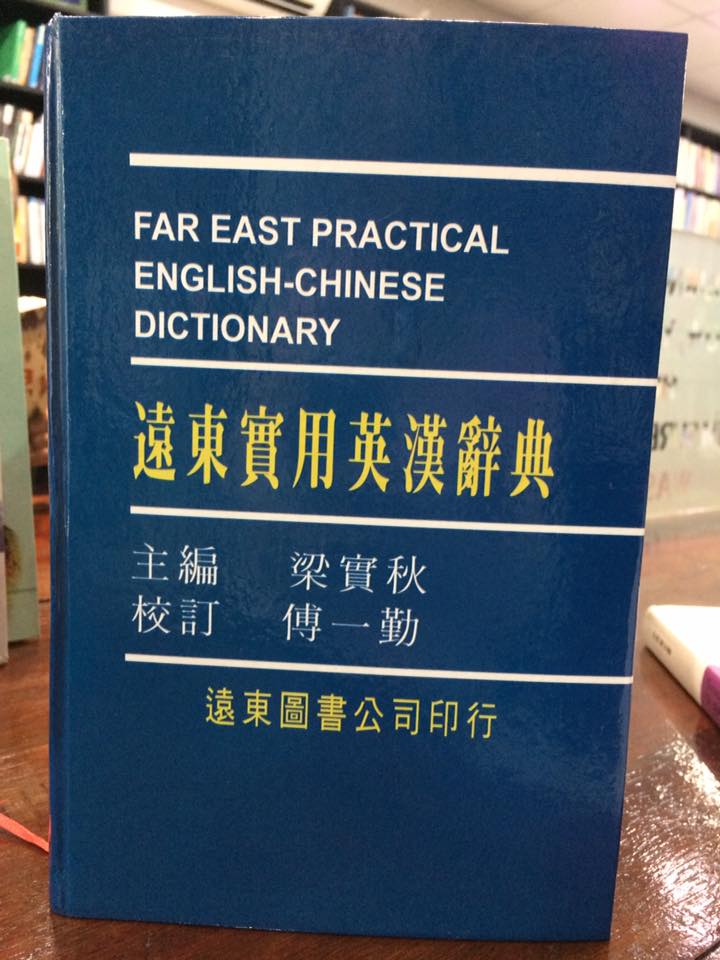 FAR EAST PRACTICAL
ENGLISH-CHINESE
DICTIONARY
遠東實用英漢辭典
主編 梁實秋
校訂 傅一勤
遠東圖書公司印行